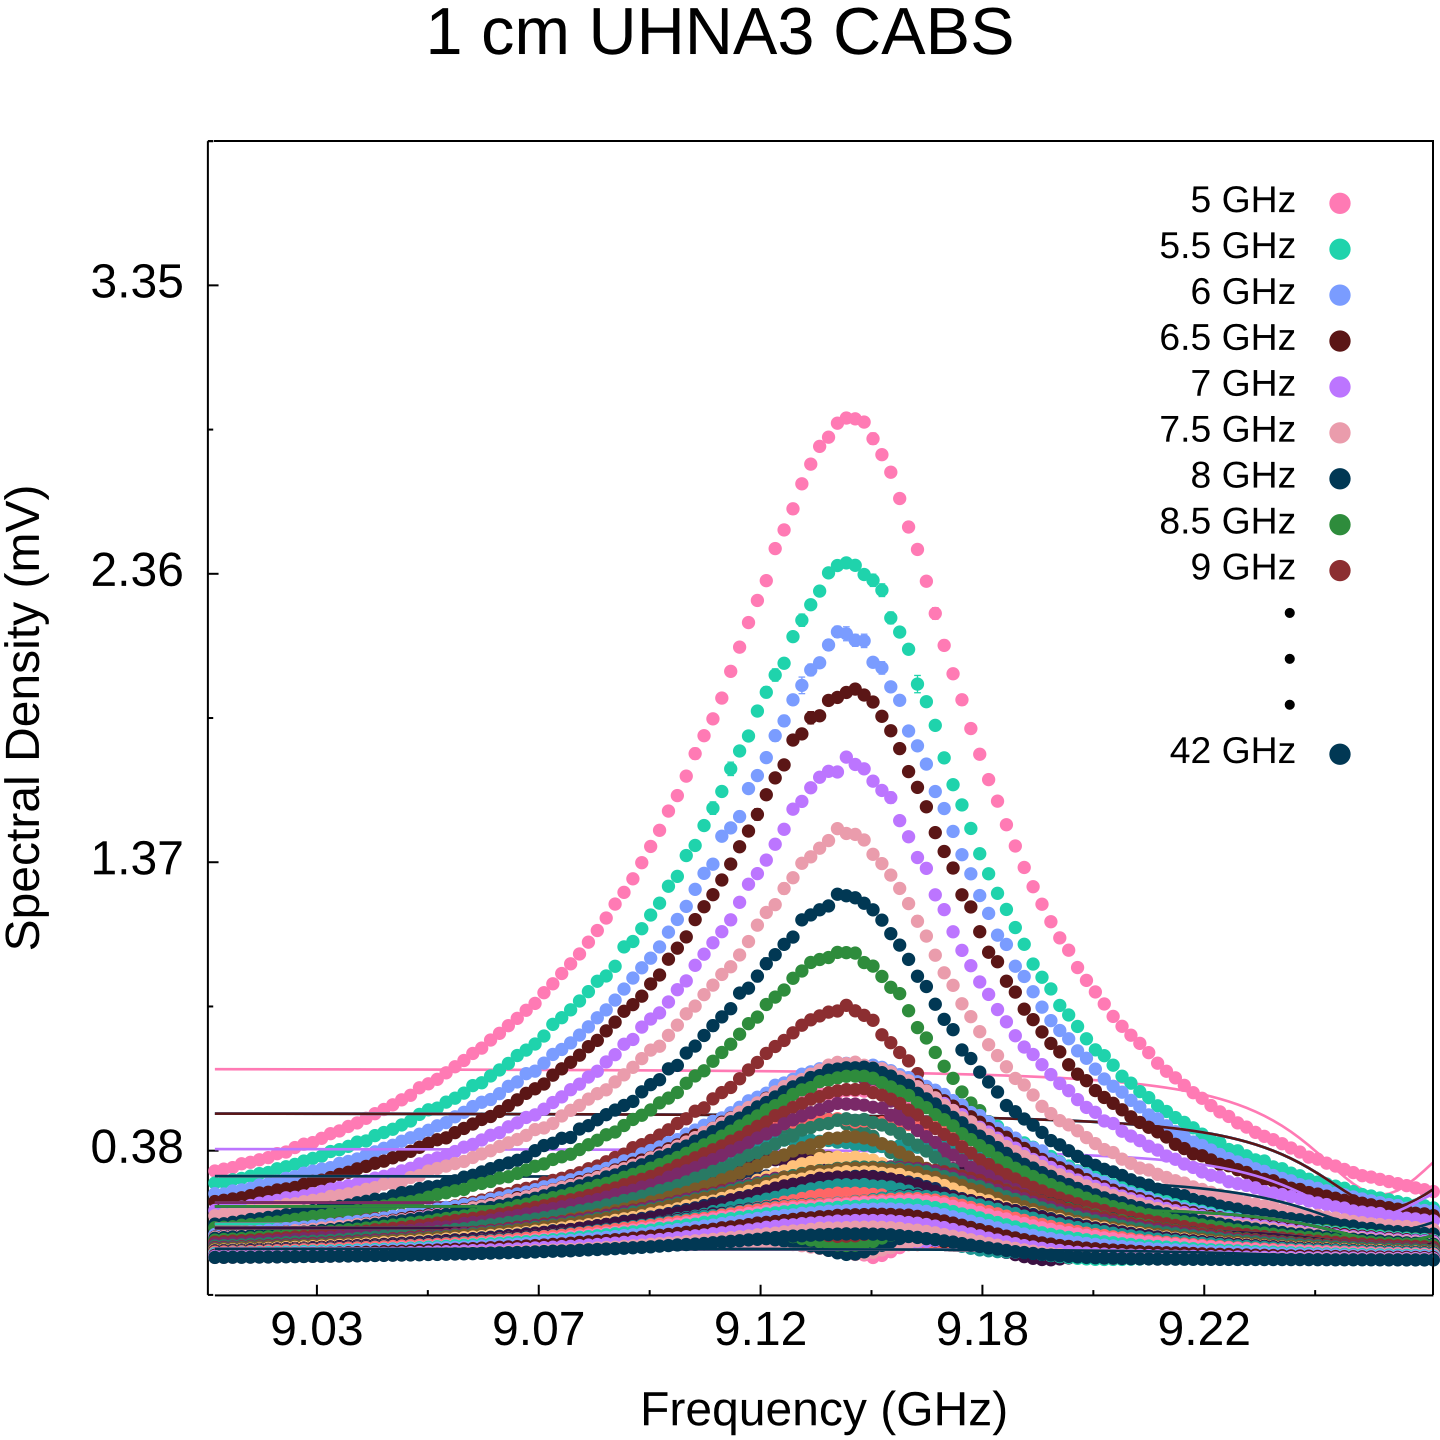 1 cm UHNA3 CABS
5 GHz
5.5 GHz
6 GHz
6.5 GHz
7 GHz
7.5 GHz
8 GHz
8.5 GHz
9 GHz
42 GHz
3.35
2.36
1.37
0.38
Spectral Density (mV)
9.03 9.07 9.12 9.18 9.22
Frequency (GHz)